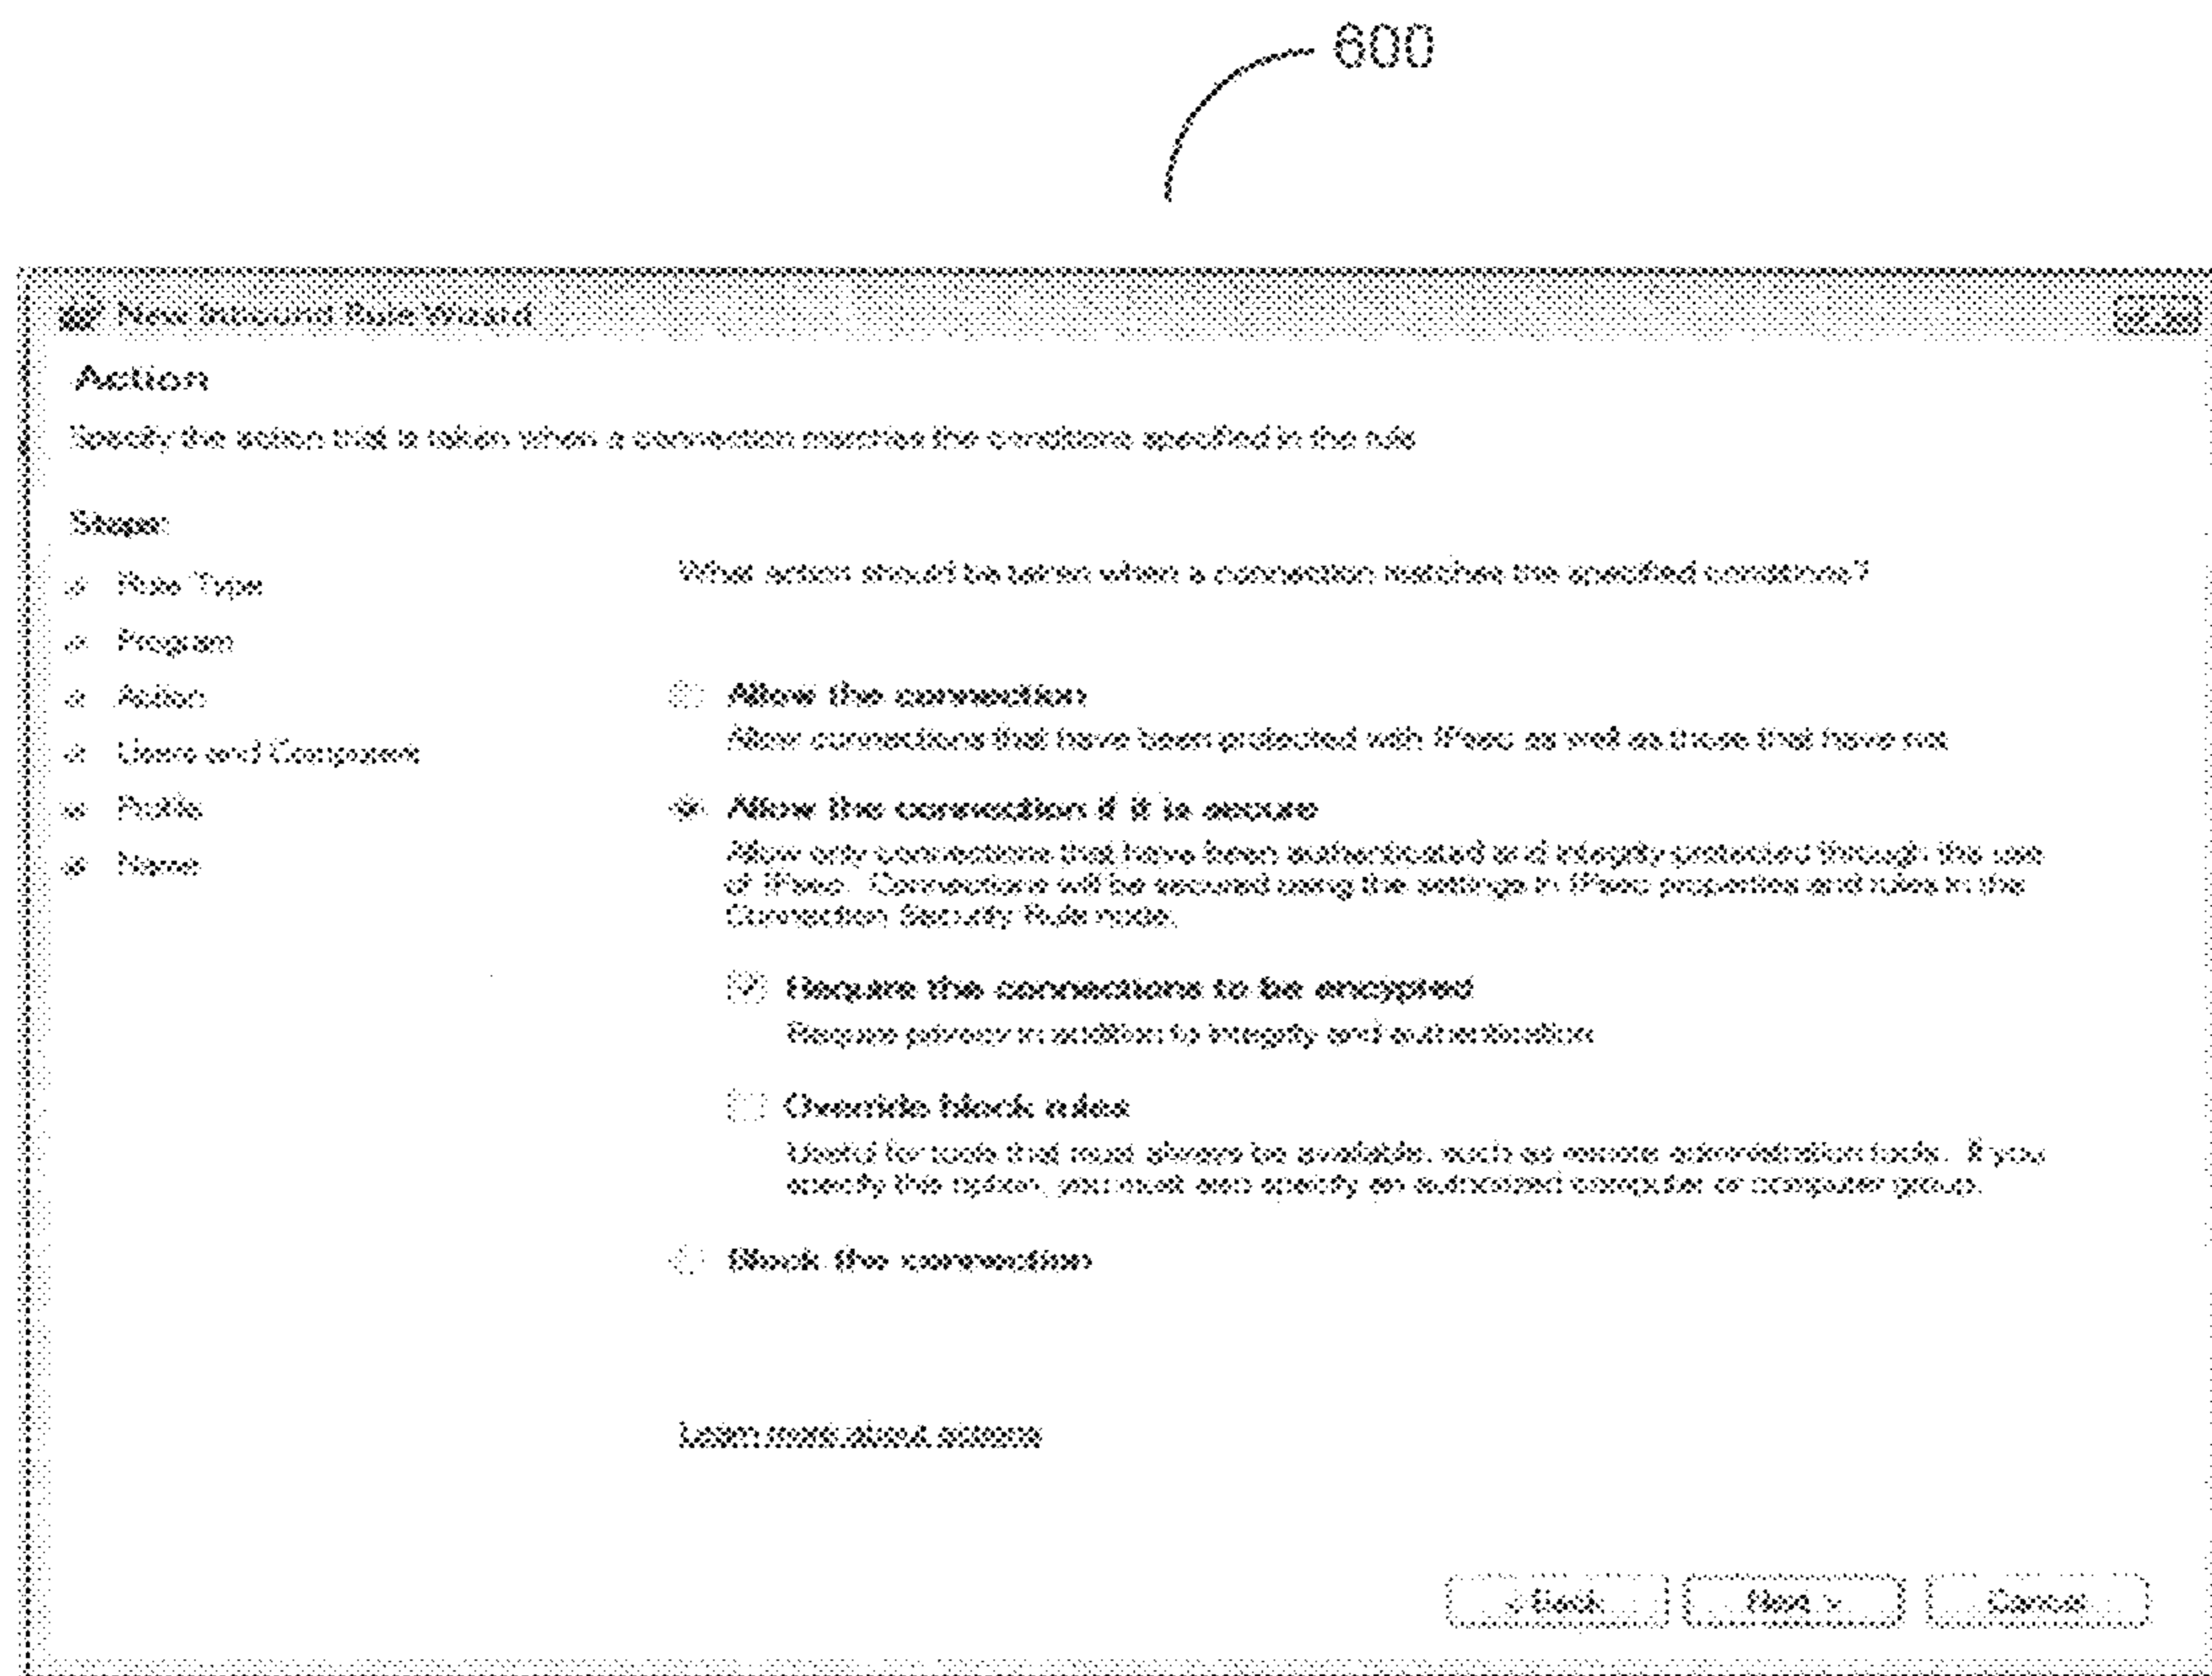 600
New Inbound Rule Wizard
Action
Specify the action that is taken when a connection matches the conditions specified in the rule
Steps:
Rule Type
Program
Action
Users and Computers
Profile
Name
What action should be taken when a connection matches the specified conditions?
Allow the connection
Allow connections that have been protected with IPsec as well as those that have not
Allow the connection if it is secure
Allow only connections that have been authenticated and integrity-protected through the use
of IPsec. Connections will be secured using the settings in IPsec properties and rules in the
Connection Security Rule node.
Require the connections to be encypted
Require privacy in addition to integrity and authentication
Override block rules
Useful for tools that must always be available, such as remote administration tools. If you
specify this option, you must also specify an authorized computer or computer group.
Block the connection
Learn more about actions
< Back
Next >
Cancel